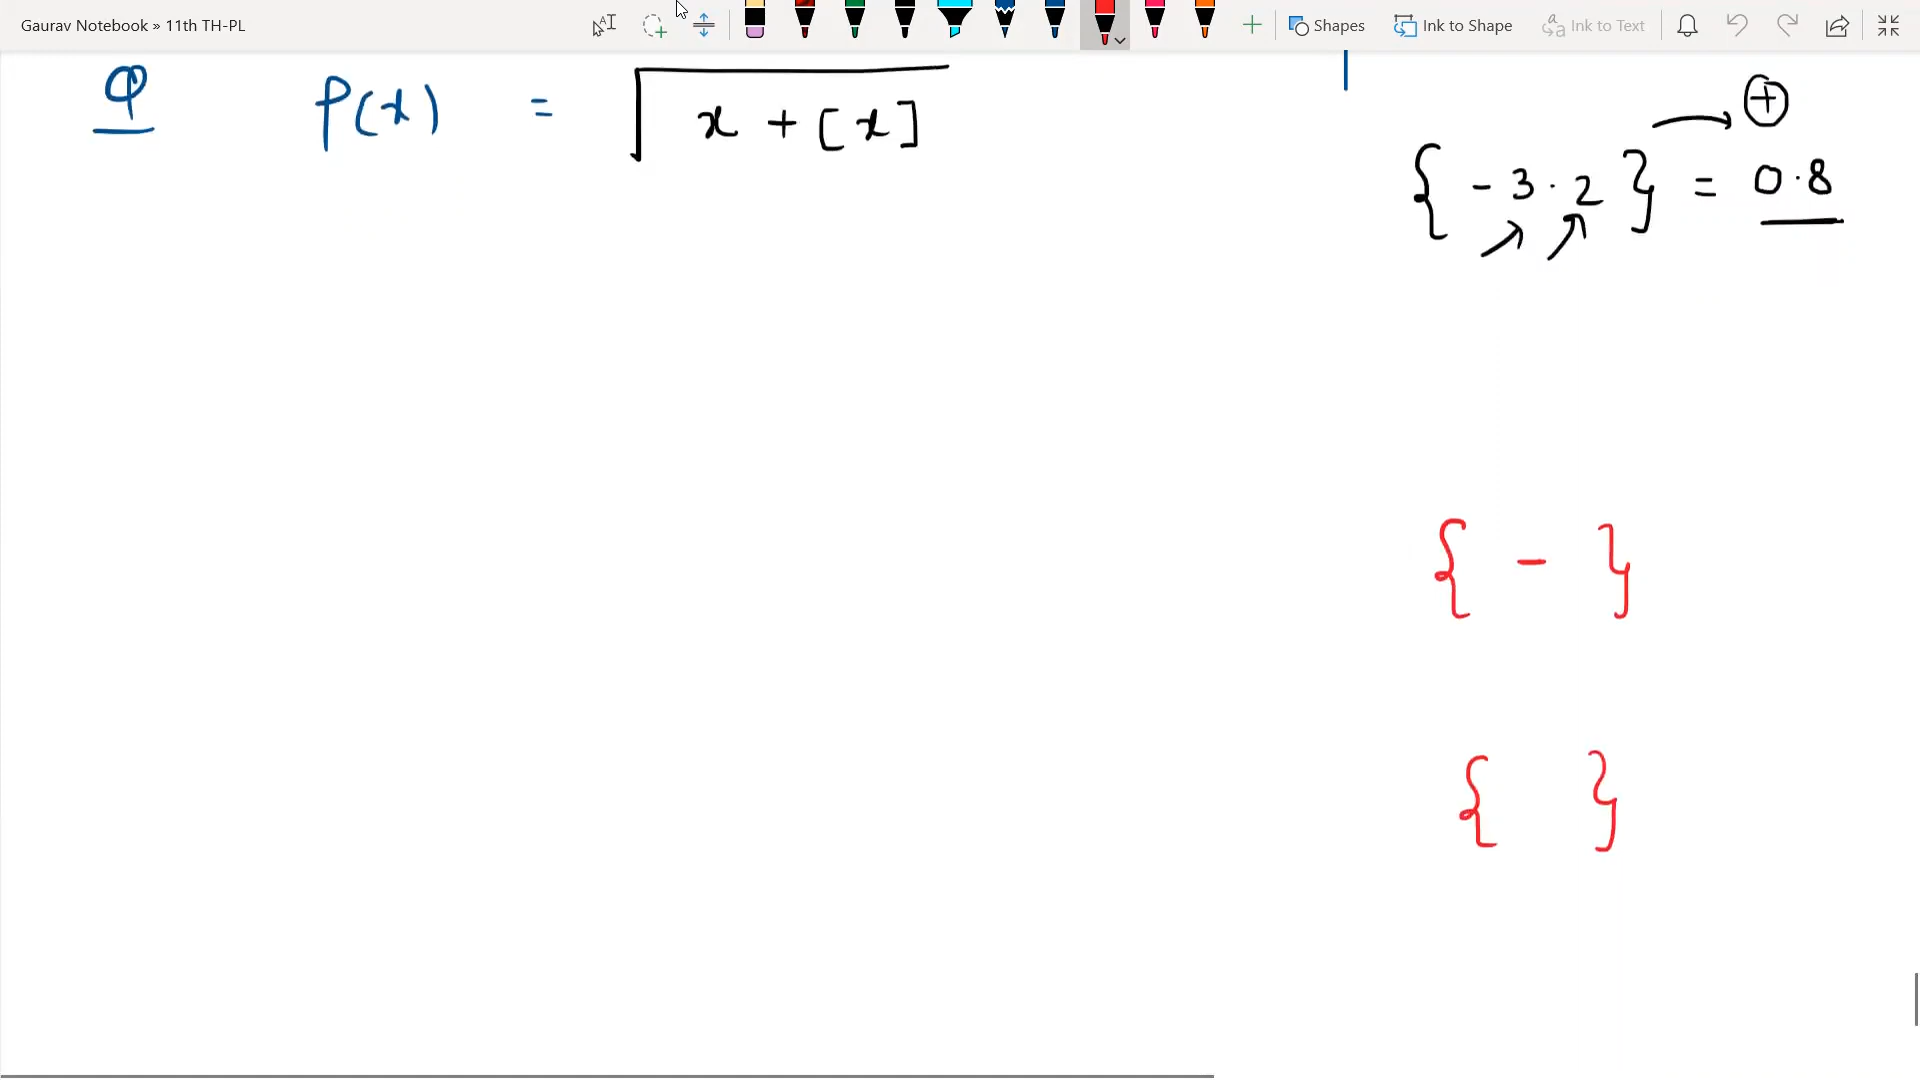 Gaurav Notebook » 11th TH-PL
Shapes Ink to Shape Ink to Text
Q P(x) = √(x + [x])
{ -3.2 } = 0.8 → ⊕
{ - }
{ }